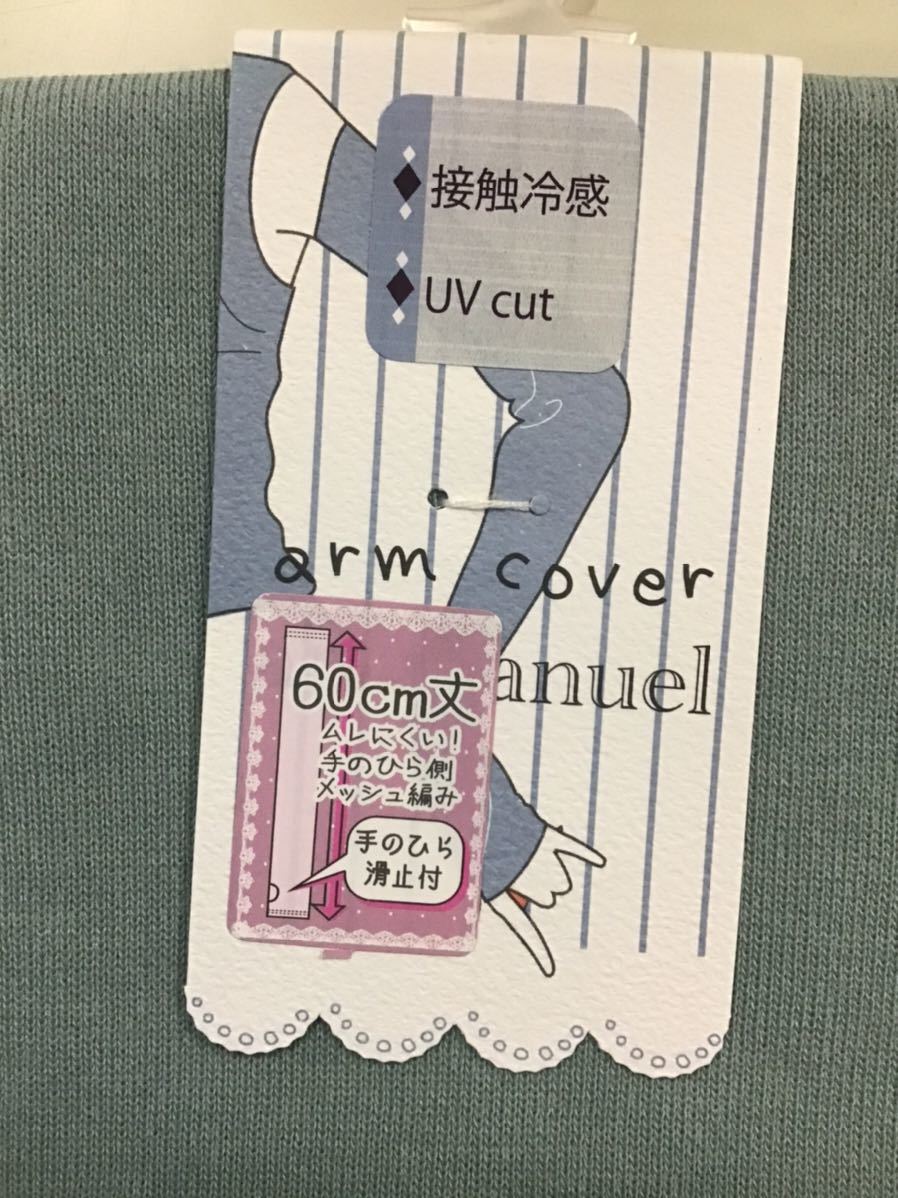 接触冷感
UV cut
arm cover
anuel
60cm丈
ムレにくい!
手のひら側
メッシュ編み
手のひら
滑止付